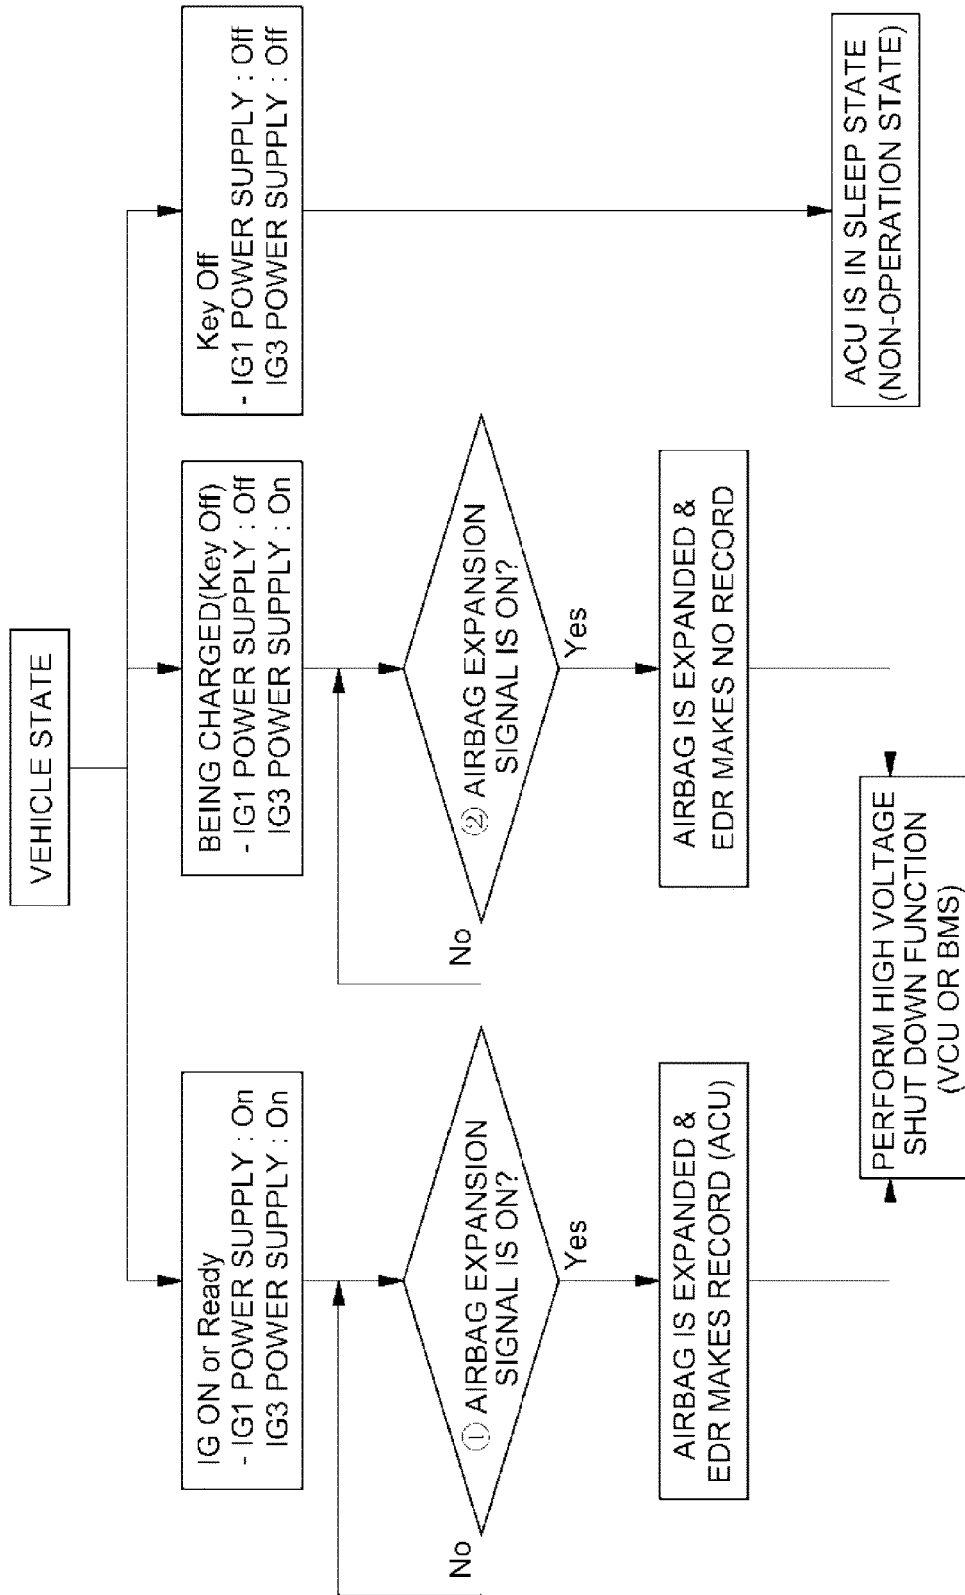 VEHICLE STATE
IG ON or Ready
- IG1 POWER SUPPLY : On
IG3 POWER SUPPLY : On
BEING CHARGED(Key Off)
- IG1 POWER SUPPLY : Off
IG3 POWER SUPPLY : On
Key Off
- IG1 POWER SUPPLY : Off
IG3 POWER SUPPLY : Off
① AIRBAG EXPANSION
SIGNAL IS ON?
No
Yes
② AIRBAG EXPANSION
SIGNAL IS ON?
No
Yes
AIRBAG IS EXPANDED &
EDR MAKES RECORD (ACU)
AIRBAG IS EXPANDED &
EDR MAKES NO RECORD
ACU IS IN SLEEP STATE
(NON-OPERATION STATE)
PERFORM HIGH VOLTAGE
SHUT DOWN FUNCTION
(VCU OR BMS)